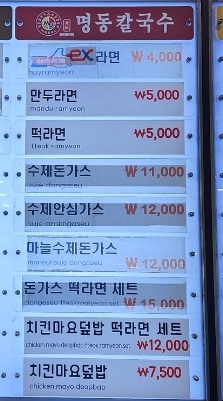 명동칼국수
ex라면 ₩ 4,000
huyramyeon
만두라면 ₩5,000
mandu ramyeon
떡라면 ₩5,000
tteok ramyeon
수제돈가스 ₩ 11,000
suje dongaseu
수제안심가스 ₩ 12,000
suje ansimgaseu
마늘수제돈가스
maneul suje dongaseu ₩ 12,000
돈가스 떡라면 세트
dongaseu tteokramyeon set ₩ 15,000
치킨마요덮밥 떡라면 세트
chicken mayo deopbap tteok ramyeon set ₩12,000
치킨마요덮밥 ₩7,500
chicken mayo deopbap